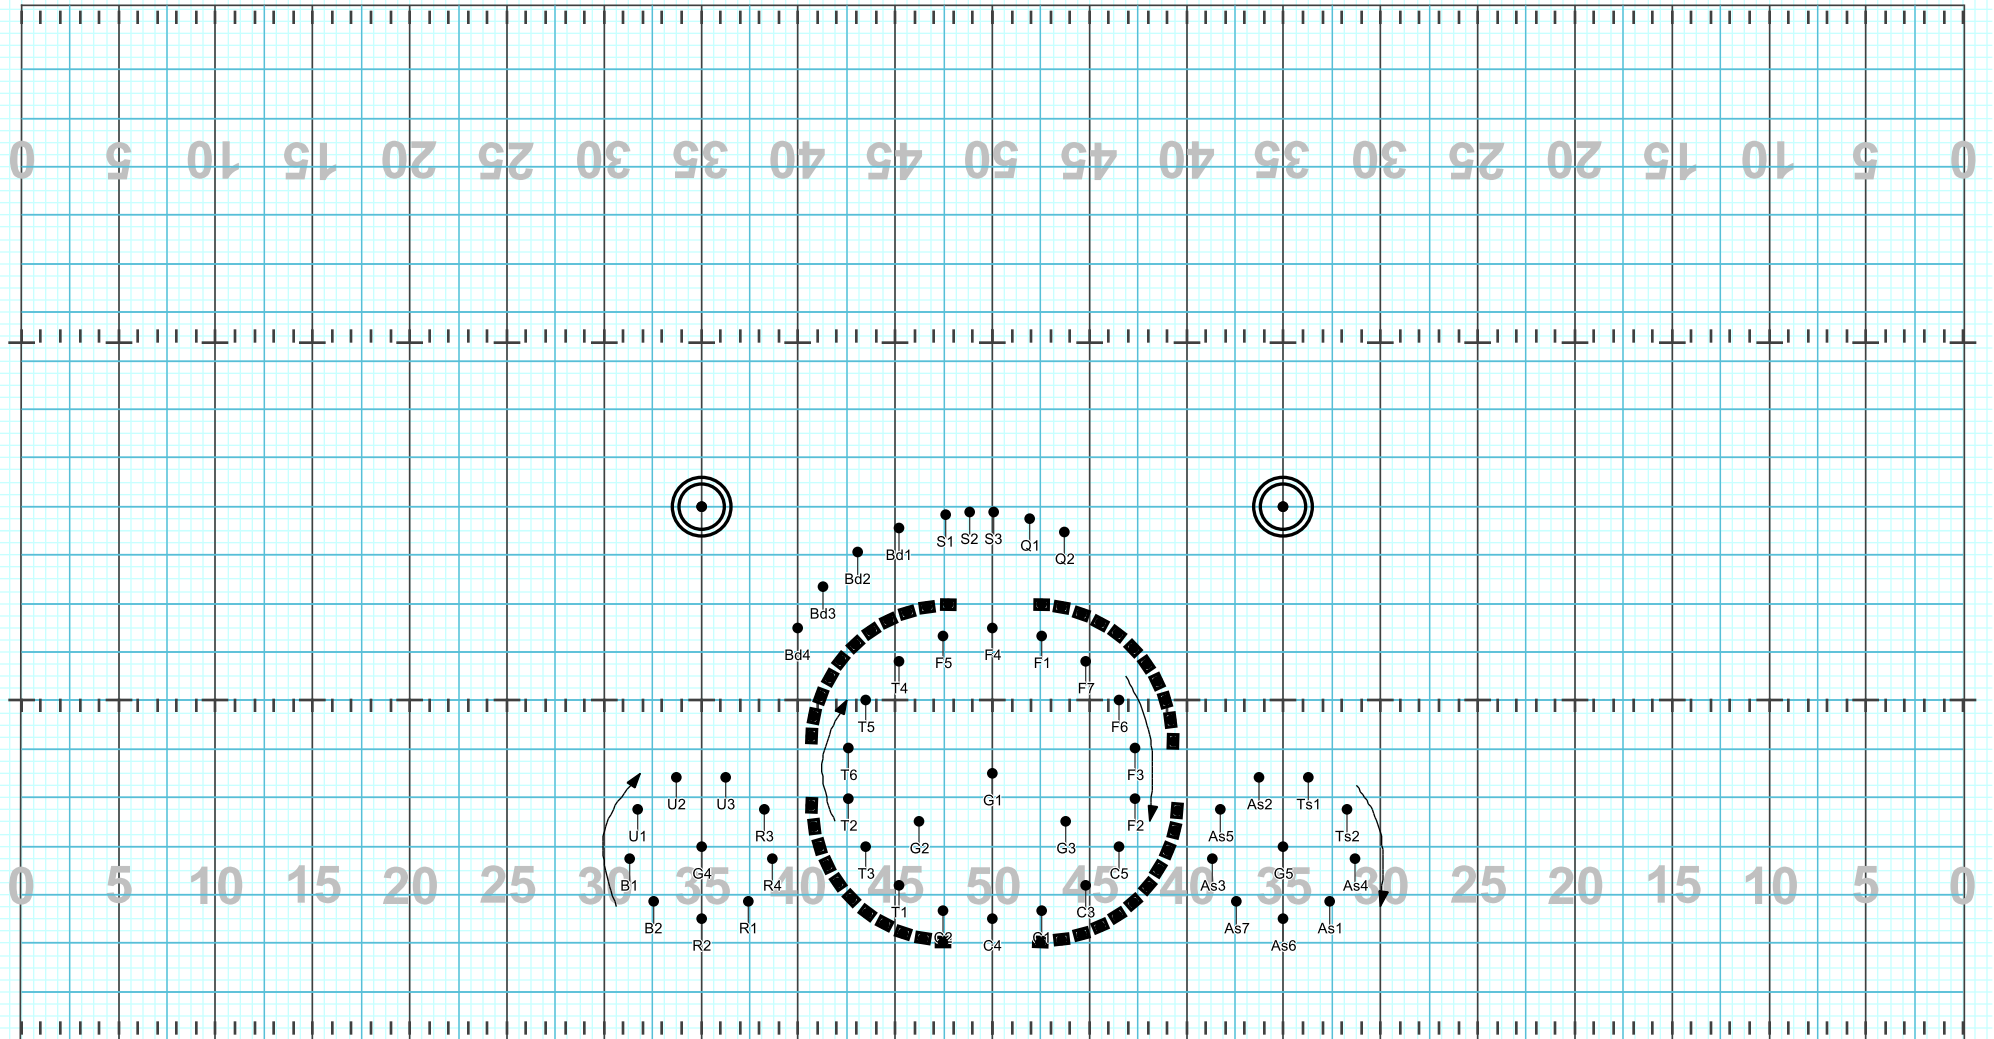 0 5 10 15 20 25 30 35 40 45 50 45 40 35 30 25 20 15 10 5 0
S1 S2 S3 Q1
Bd1 Q2
Bd2
Bd3
Bd4 F5 F4 F1
T4 F7
T5 F6
T6 F3
U2 U3 G1 As2 Ts1
U1 R3 T2 F2 As5 Ts2
G2 G3
G4 T3 C5 G5
0 5 10 15 20 25 30 35 40 45 50 45 40 35 30 25 20 15 10 5 0
B1 R4 As3 As4
T1 C3
B2 R1 As7 As1
C2 C1
R2 C4 As6